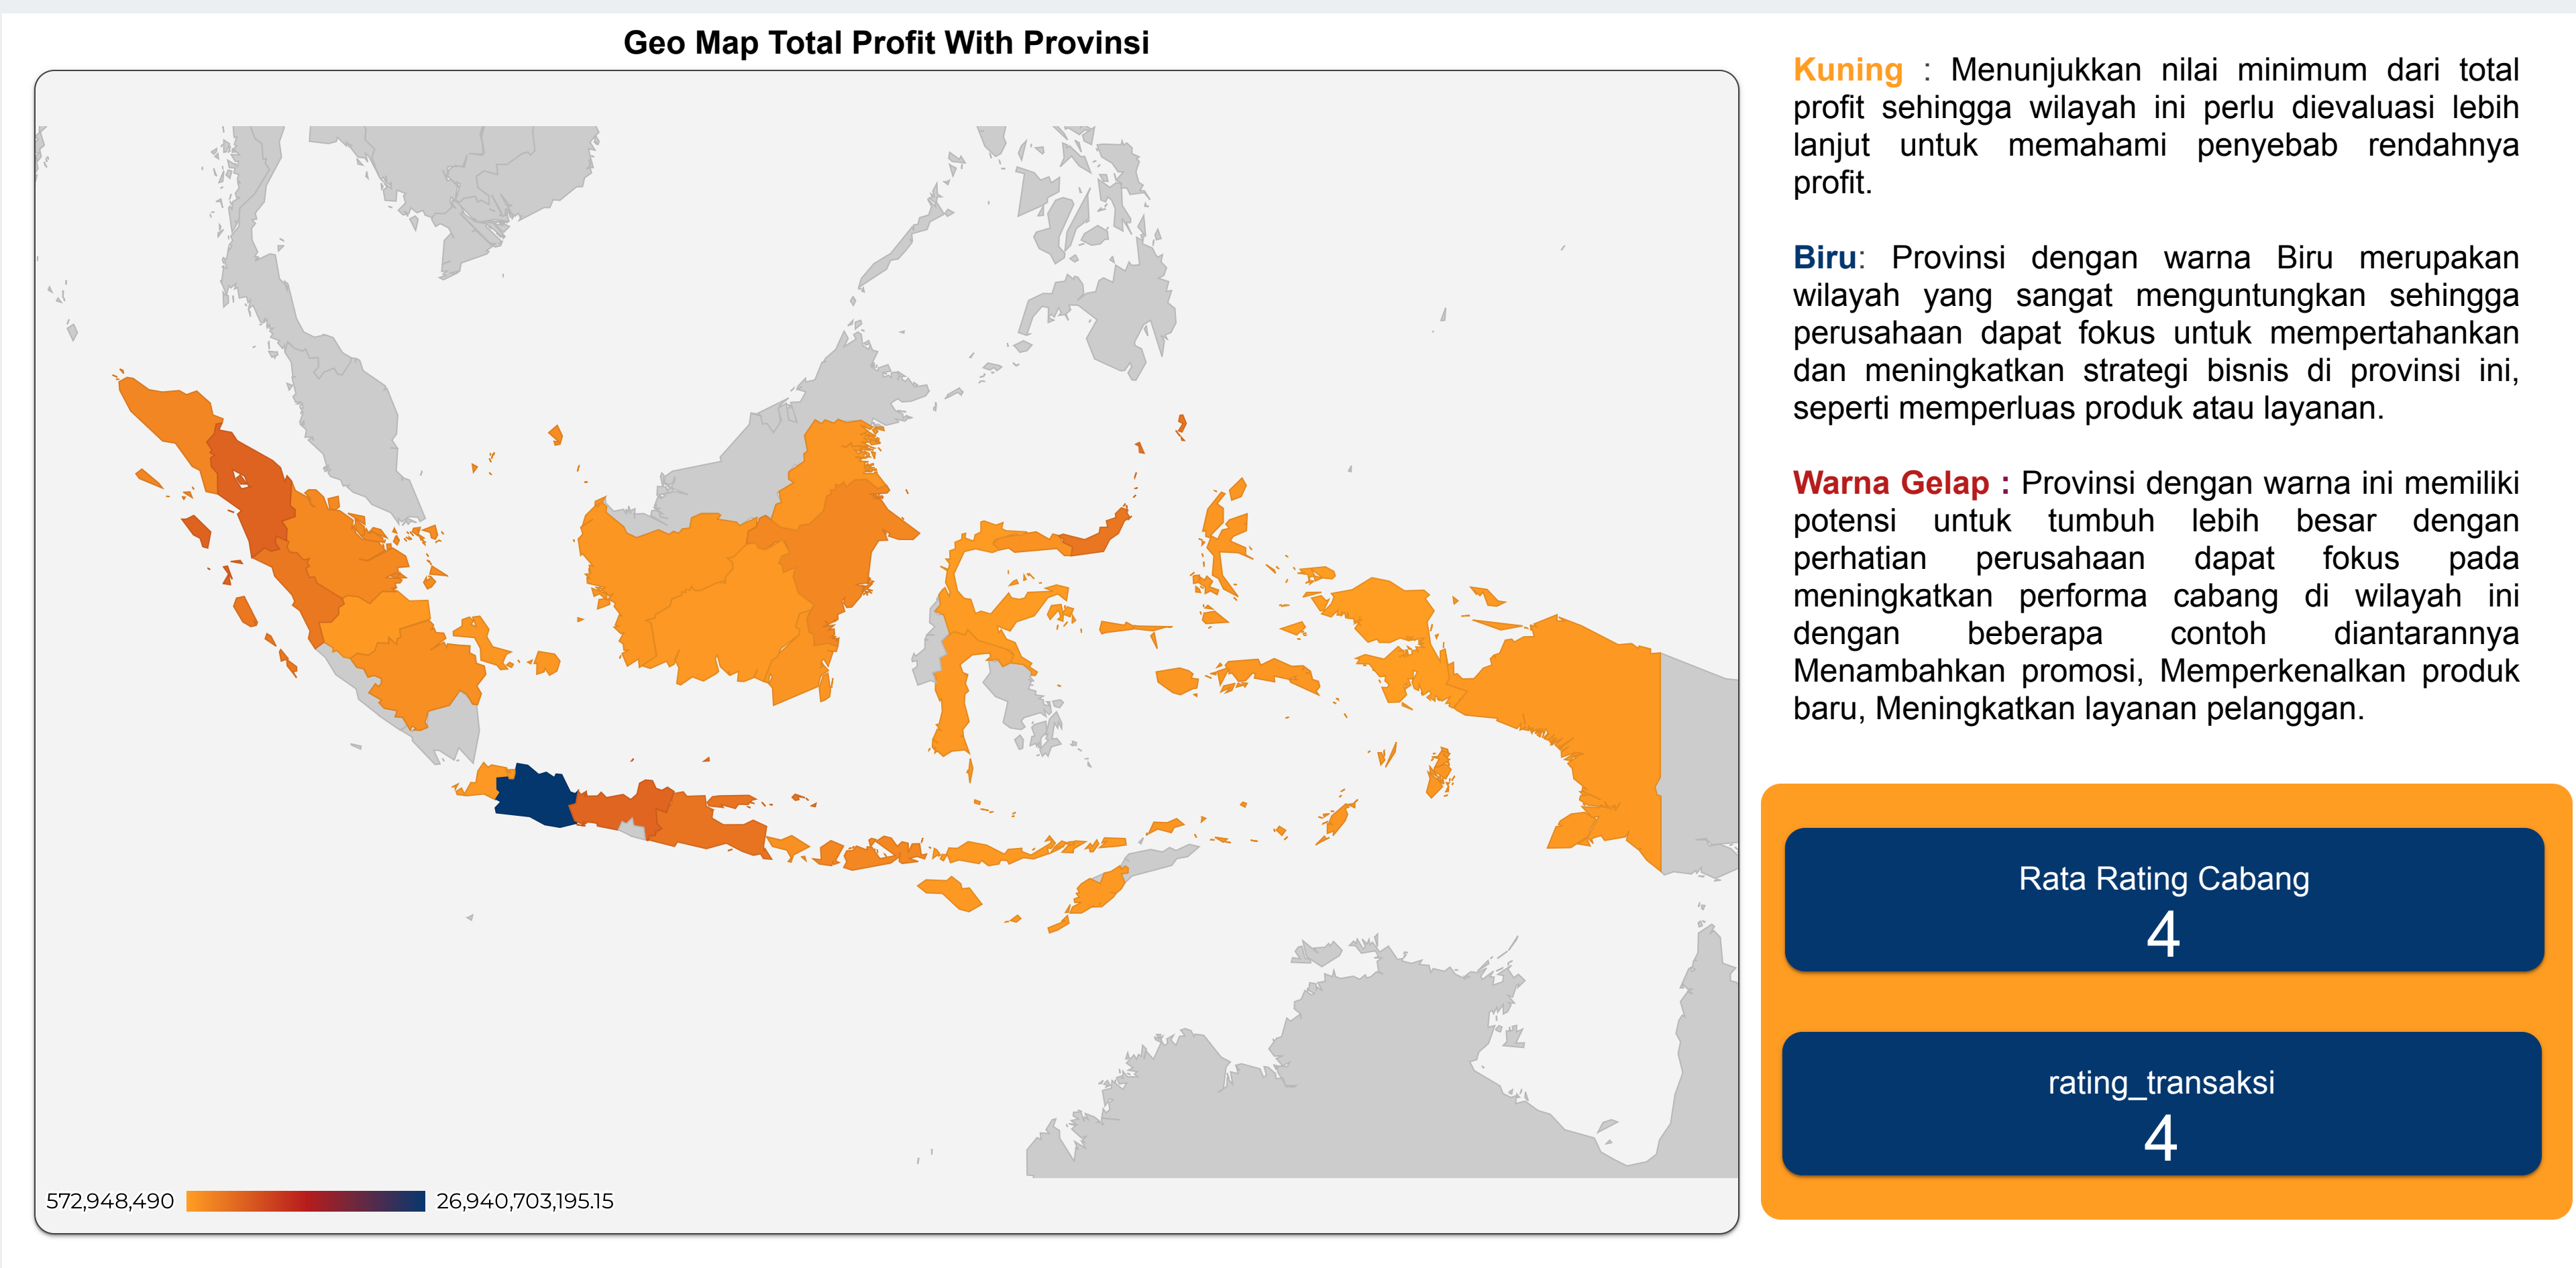 Geo Map Total Profit With Provinsi
572,948,490
26,940,703,195.15
Kuning : Menunjukkan nilai minimum dari total
profit sehingga wilayah ini perlu dievaluasi lebih
lanjut untuk memahami penyebab rendahnya
profit.
Biru: Provinsi dengan warna Biru merupakan
wilayah yang sangat menguntungkan sehingga
perusahaan dapat fokus untuk mempertahankan
dan meningkatkan strategi bisnis di provinsi ini,
seperti memperluas produk atau layanan.
Warna Gelap : Provinsi dengan warna ini memiliki
potensi untuk tumbuh lebih besar dengan
perhatian perusahaan dapat fokus pada
meningkatkan performa cabang di wilayah ini
dengan beberapa contoh diantarannya
Menambahkan promosi, Memperkenalkan produk
baru, Meningkatkan layanan pelanggan.
Rata Rating Cabang
4
rating_transaksi
4